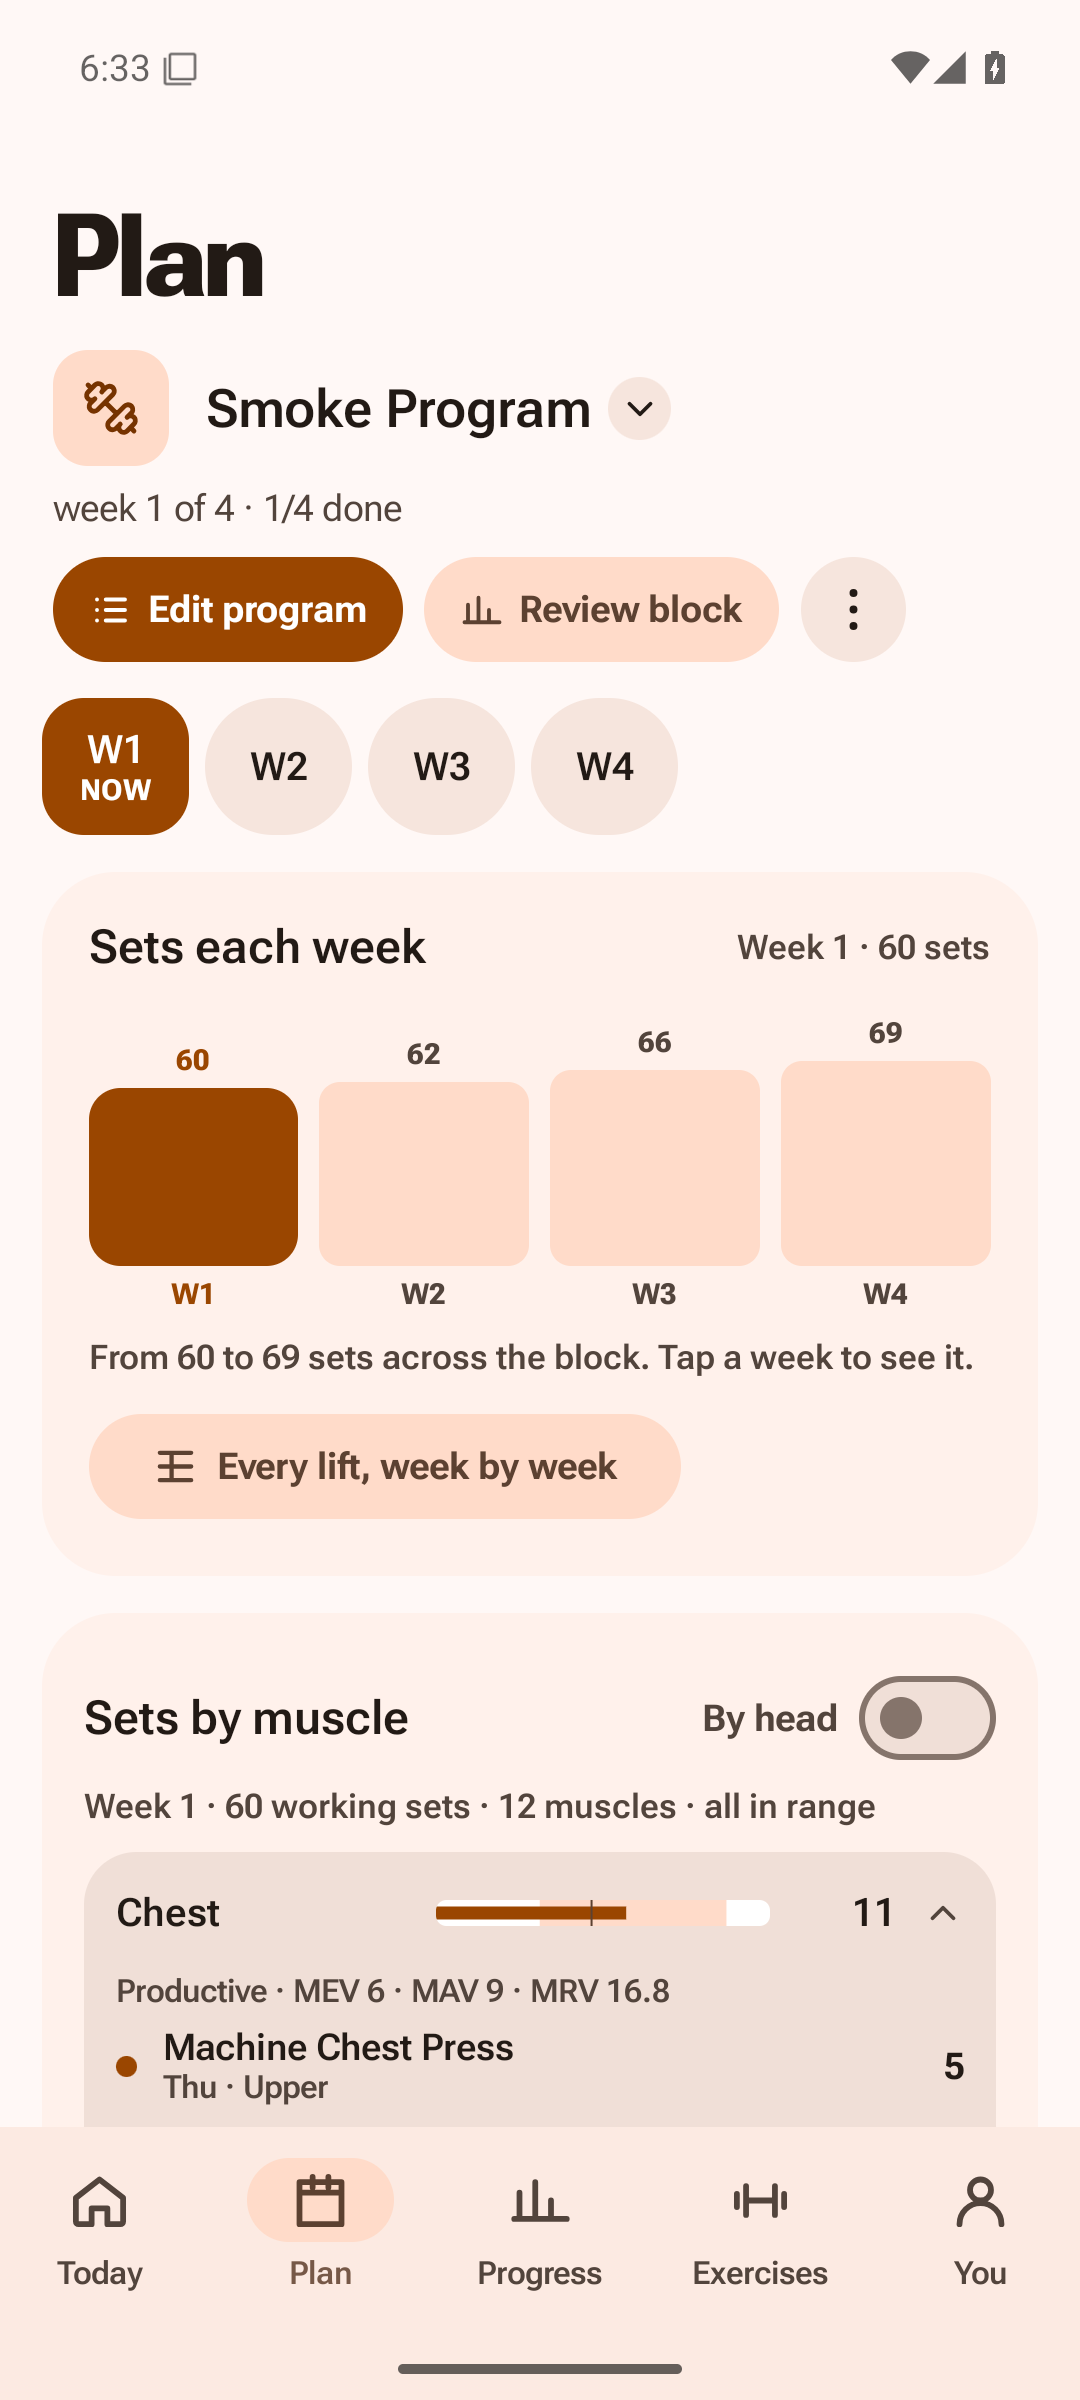 6:33
Plan
Smoke Program
week 1 of 4 · 1/4 done
Edit program
Review block
W1
NOW
W2
W3
W4
Sets each week
Week 1 · 60 sets
60
62
66
69
W1
W2
W3
W4
From 60 to 69 sets across the block. Tap a week to see it.
Every lift, week by week
Sets by muscle
By head
Week 1 · 60 working sets · 12 muscles · all in range
Chest
11
Productive · MEV 6 · MAV 9 · MRV 16.8
Machine Chest Press
Thu · Upper
5
Today
Plan
Progress
Exercises
You